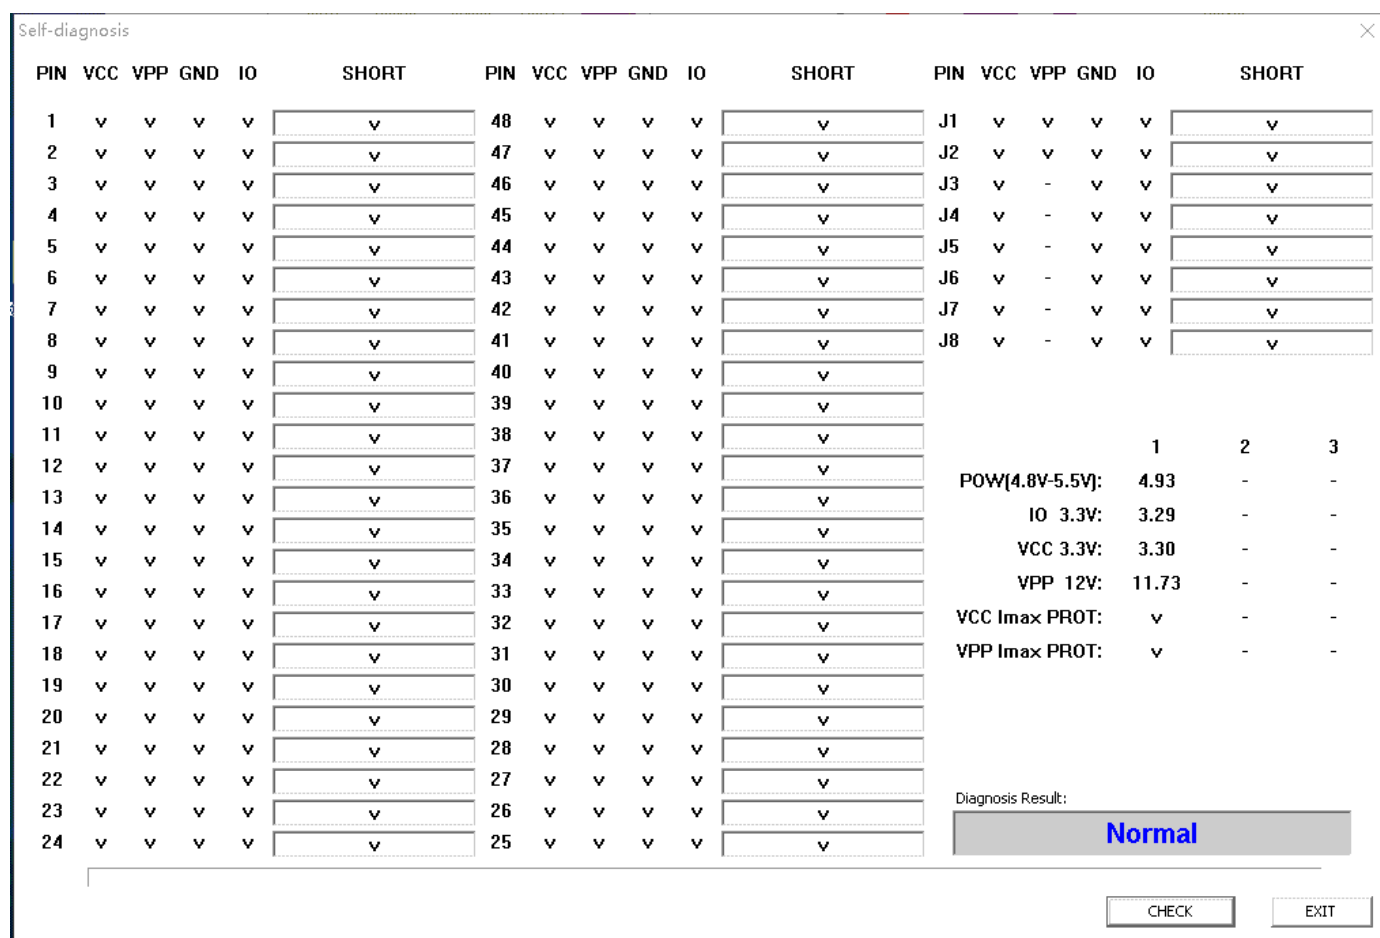 Self-diagnosis
PIN VCC VPP GND IO SHORT PIN VCC VPP GND IO SHORT PIN VCC VPP GND IO SHORT
1 v v v v v 48 v v v v v J1 v v v v v
2 v v v v v 47 v v v v v J2 v v v v v
3 v v v v v 46 v v v v v J3 v - v v v
4 v v v v v 45 v v v v v J4 v - v v v
5 v v v v v 44 v v v v v J5 v - v v v
6 v v v v v 43 v v v v v J6 v - v v v
7 v v v v v 42 v v v v v J7 v - v v v
8 v v v v v 41 v v v v v J8 v - v v v
9 v v v v v 40 v v v v v
10 v v v v v 39 v v v v v
11 v v v v v 38 v v v v v
12 v v v v v 37 v v v v v
13 v v v v v 36 v v v v v
14 v v v v v 35 v v v v v
15 v v v v v 34 v v v v v
16 v v v v v 33 v v v v v
17 v v v v v 32 v v v v v
18 v v v v v 31 v v v v v
19 v v v v v 30 v v v v v
20 v v v v v 29 v v v v v
21 v v v v v 28 v v v v v
22 v v v v v 27 v v v v v
23 v v v v v 26 v v v v v
24 v v v v v 25 v v v v v
1 2 3
POW(4.8V-5.5V): 4.93 - -
IO 3.3V: 3.29 - -
VCC 3.3V: 3.30 - -
VPP 12V: 11.73 - -
VCC Imax PROT: v - -
VPP Imax PROT: v - -
Diagnosis Result:
Normal
CHECK EXIT